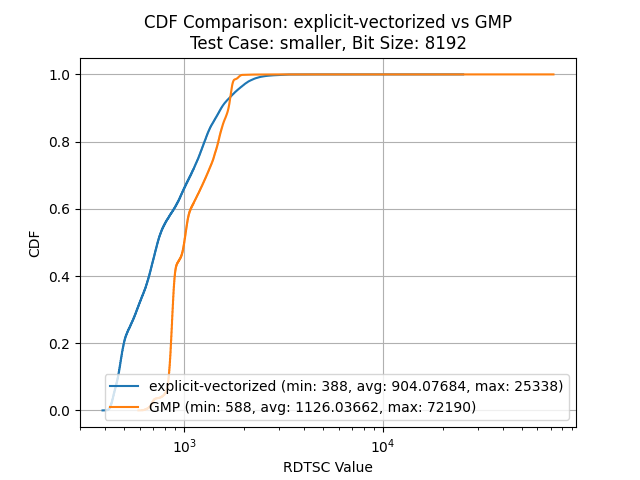 CDF Comparison: explicit-vectorized vs GMP
Test Case: smaller, Bit Size: 8192
1.0
0.8
0.6
0.4
0.2
0.0
CDF
explicit-vectorized (min: 388, avg: 904.07684, max: 25338)
GMP (min: 588, avg: 1126.03662, max: 72190)
10³ 10⁴
RDTSC Value